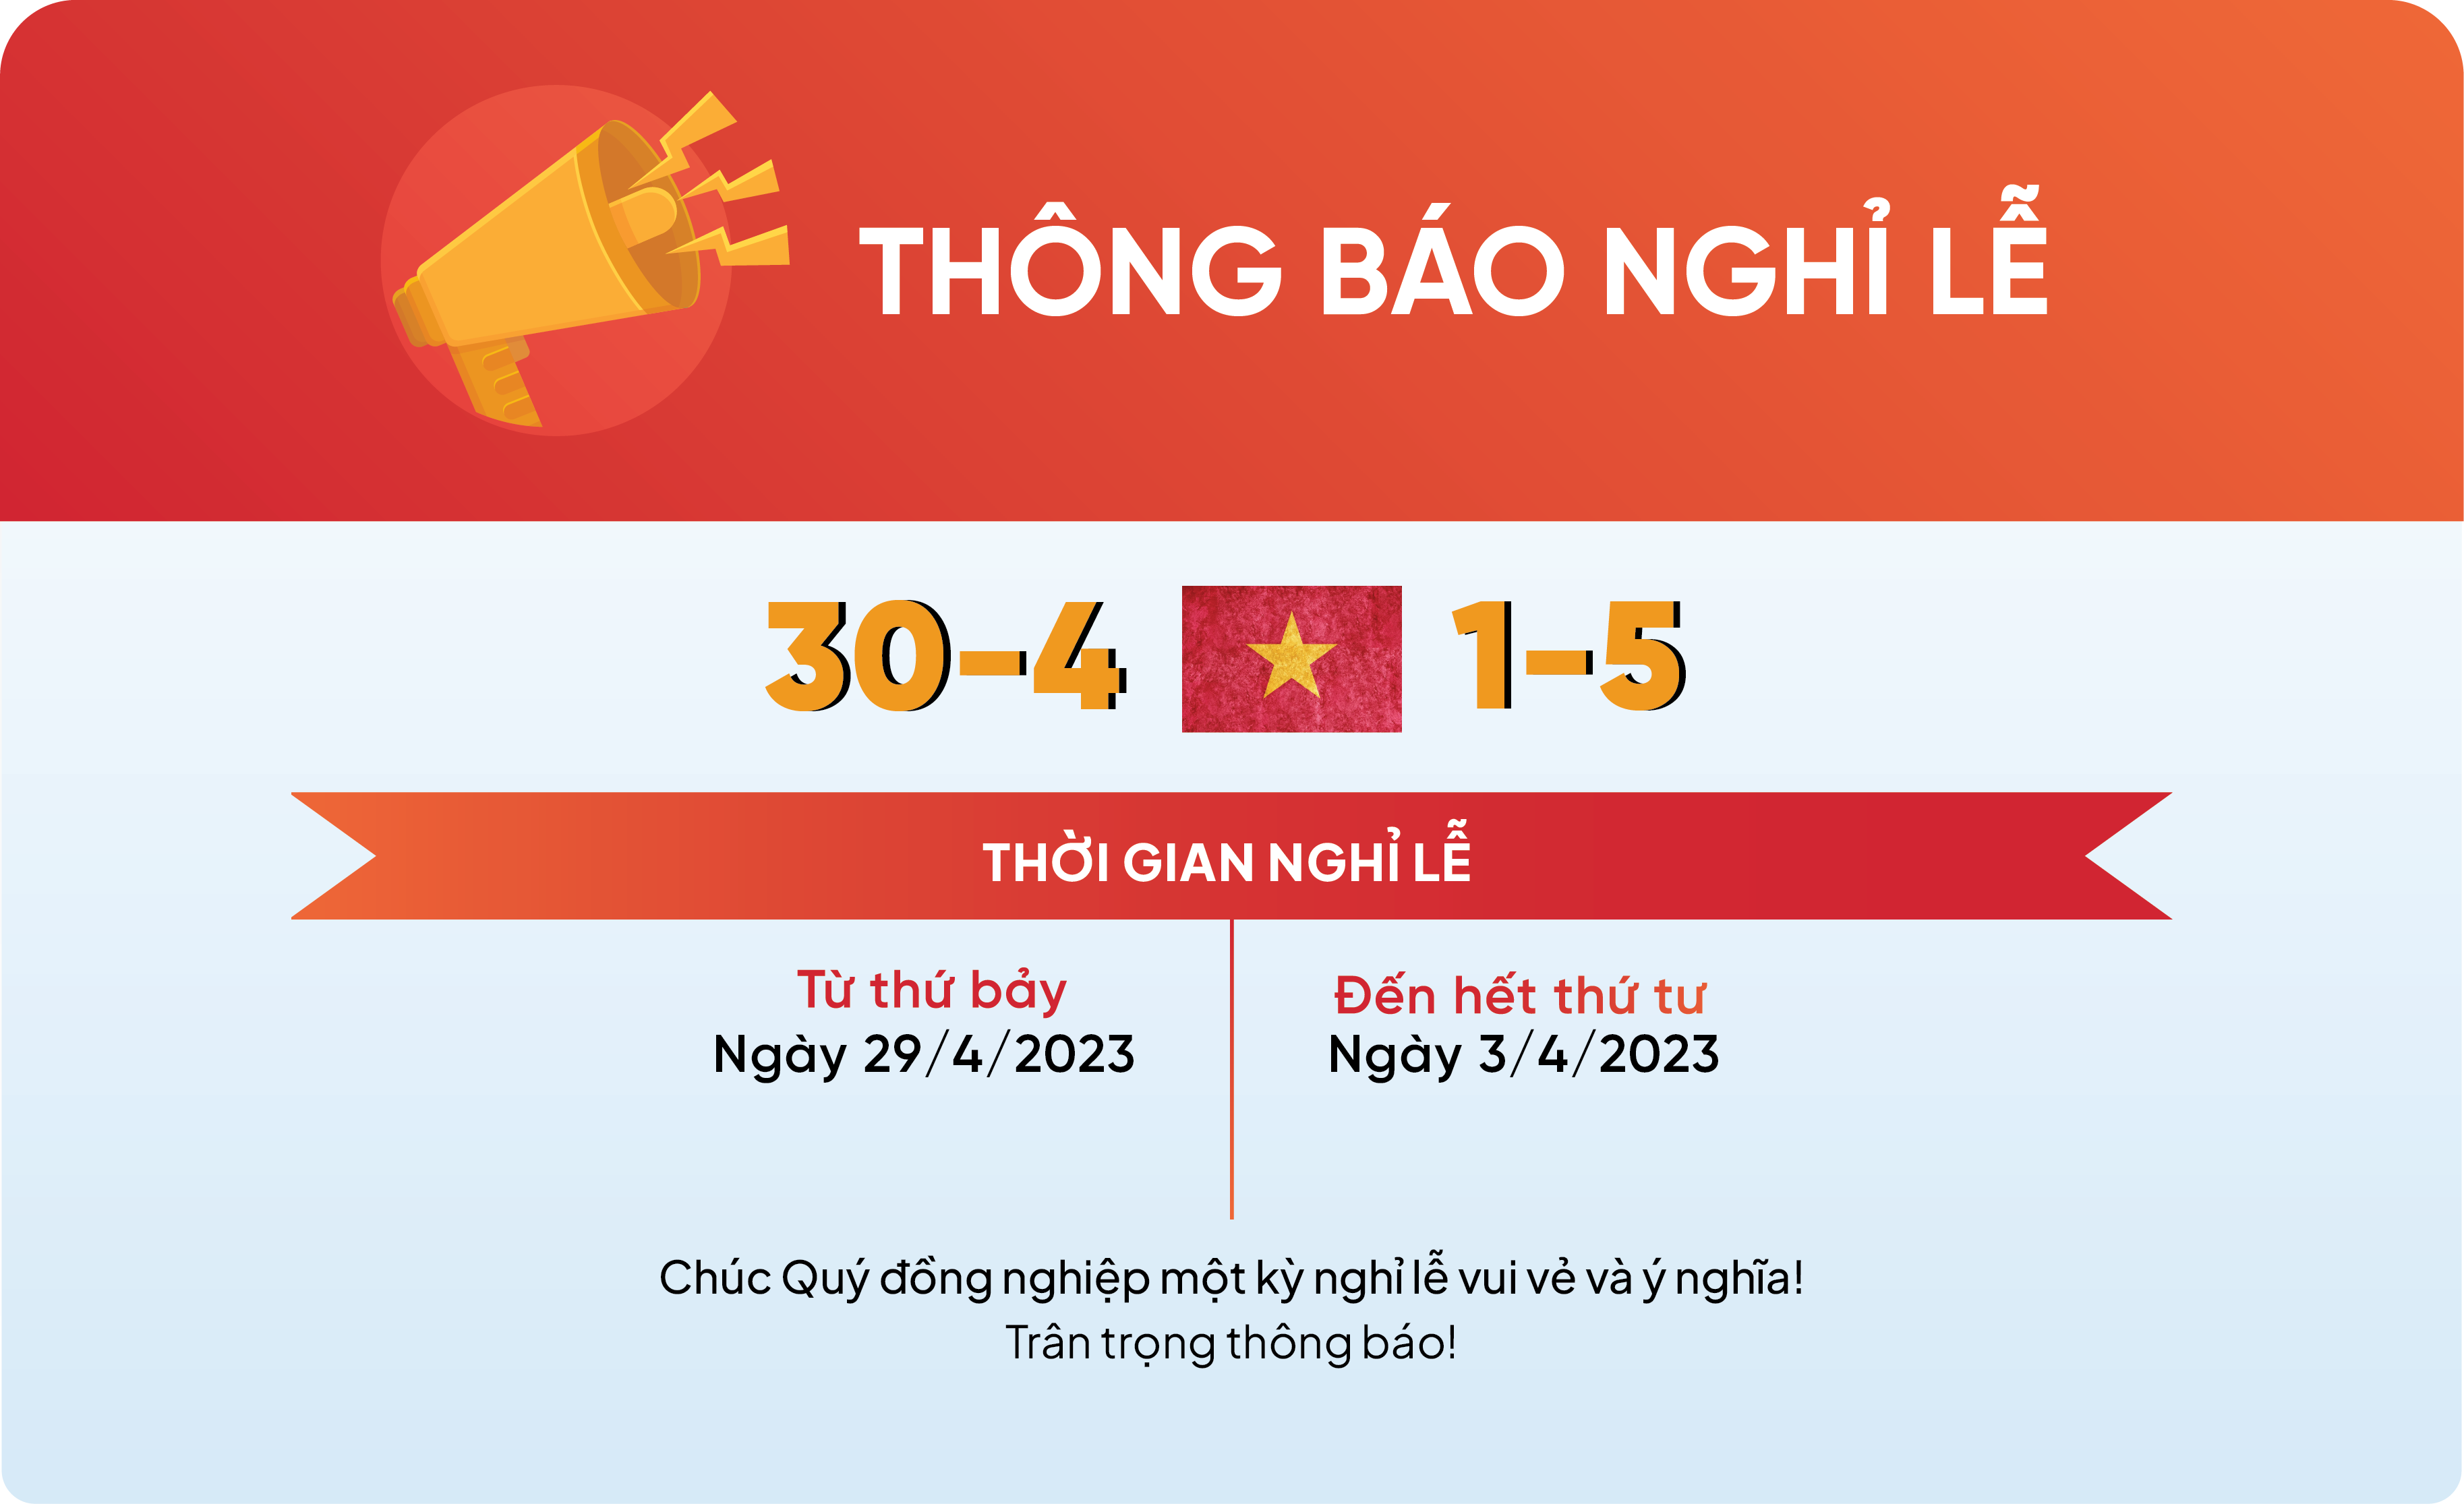 THÔNG BÁO NGHỈ LỄ
30-4 1-5
THỜI GIAN NGHỈ LỄ
Từ thứ bảy
Ngày 29/4/2023
Đến hết thứ tư
Ngày 3/4/2023
Chúc Quý đồng nghiệp một kỳ nghỉ lễ vui vẻ và ý nghĩa!
Trân trọng thông báo!